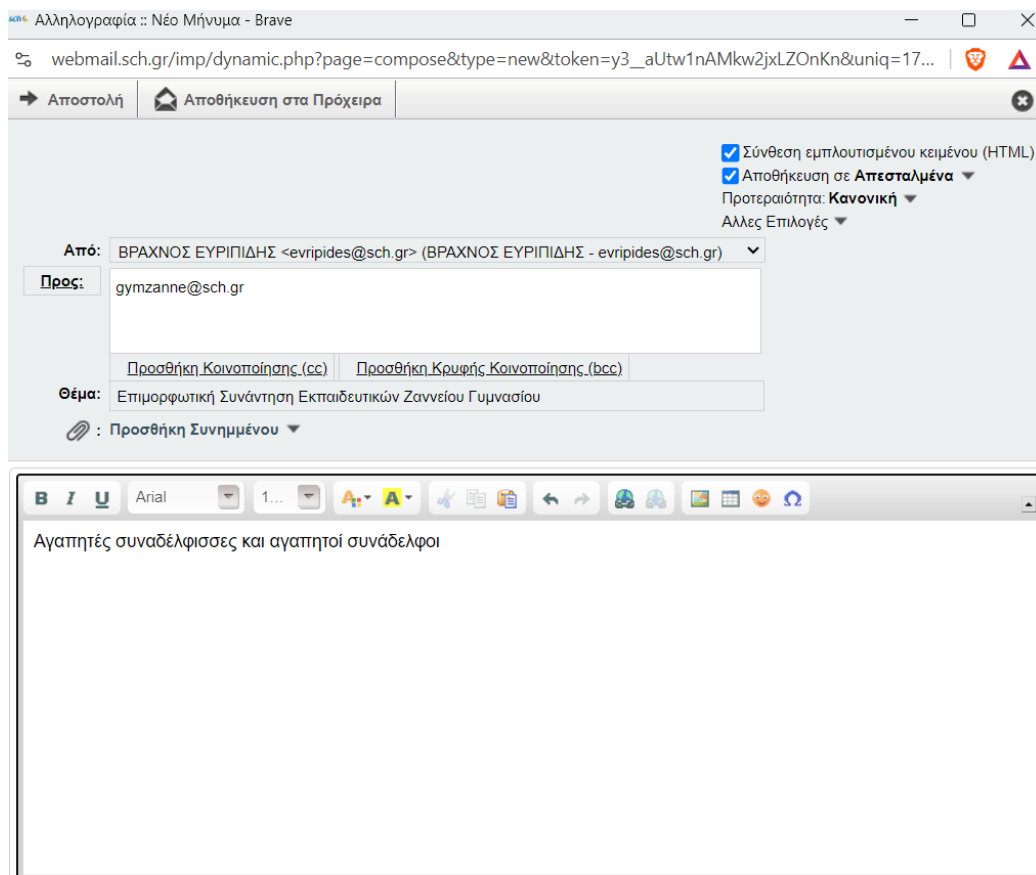 sch Αλληλογραφία :: Νέο Μήνυμα - Brave
webmail.sch.gr/imp/dynamic.php?page=compose&type=new&token=y3__aUtw1nAMkw2jxLZOnKn&uniq=17...
Αποστολή Αποθήκευση στα Πρόχειρα
Σύνθεση εμπλουτισμένου κειμένου (HTML)
Αποθήκευση σε Απεσταλμένα
Προτεραιότητα: Κανονική
Αλλες Επιλογές
Από: ΒΡΑΧΝΟΣ ΕΥΡΙΠΙΔΗΣ <evripides@sch.gr> (ΒΡΑΧΝΟΣ ΕΥΡΙΠΙΔΗΣ - evripides@sch.gr)
Προς: gymzanne@sch.gr
Προσθήκη Κοινοποίησης (cc) Προσθήκη Κρυφής Κοινοποίησης (bcc)
Θέμα: Επιμορφωτική Συνάντηση Εκπαιδευτικών Ζαννείου Γυμνασίου
: Προσθήκη Συνημμένου
B I U Arial 1... A A Ω
Αγαπητές συναδέλφισσες και αγαπητοί συνάδελφοι